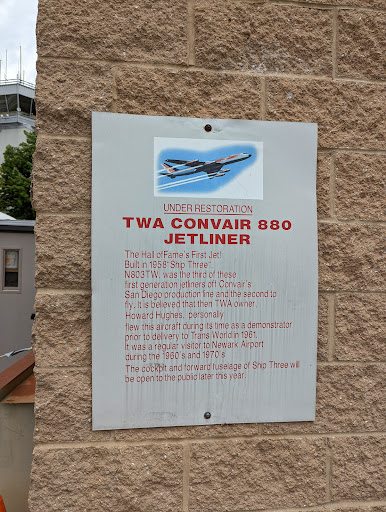 UNDER RESTORATION
TWA CONVAIR 880
JETLINER
The Hall of Fame's First Jet!
Built in 1958 "Ship Three",
N803TW, was the third of these
first generation jetliners off Convair's
San Diego production line and the second to
fly. It is believed that then TWA owner,
Howard Hughes, personally
flew this aircraft during its time as a demonstrator
prior to delivery to Trans World in 1961.
It was a regular visitor to Newark Airport
during the 1960's and 1970's
The cockpit and forward fuselage of Ship Three will
be open to the public later this year.